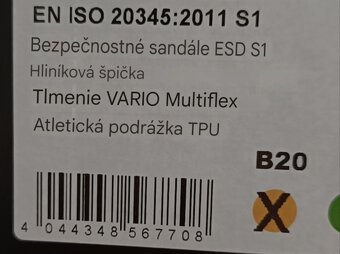 EN ISO 20345:2011 S1
Bezpečnostné sandále ESD S1
Hliníková špička
Tlmenie VARIO Multiflex
Atletická podrážka TPU
B20
X
4 044348 567708